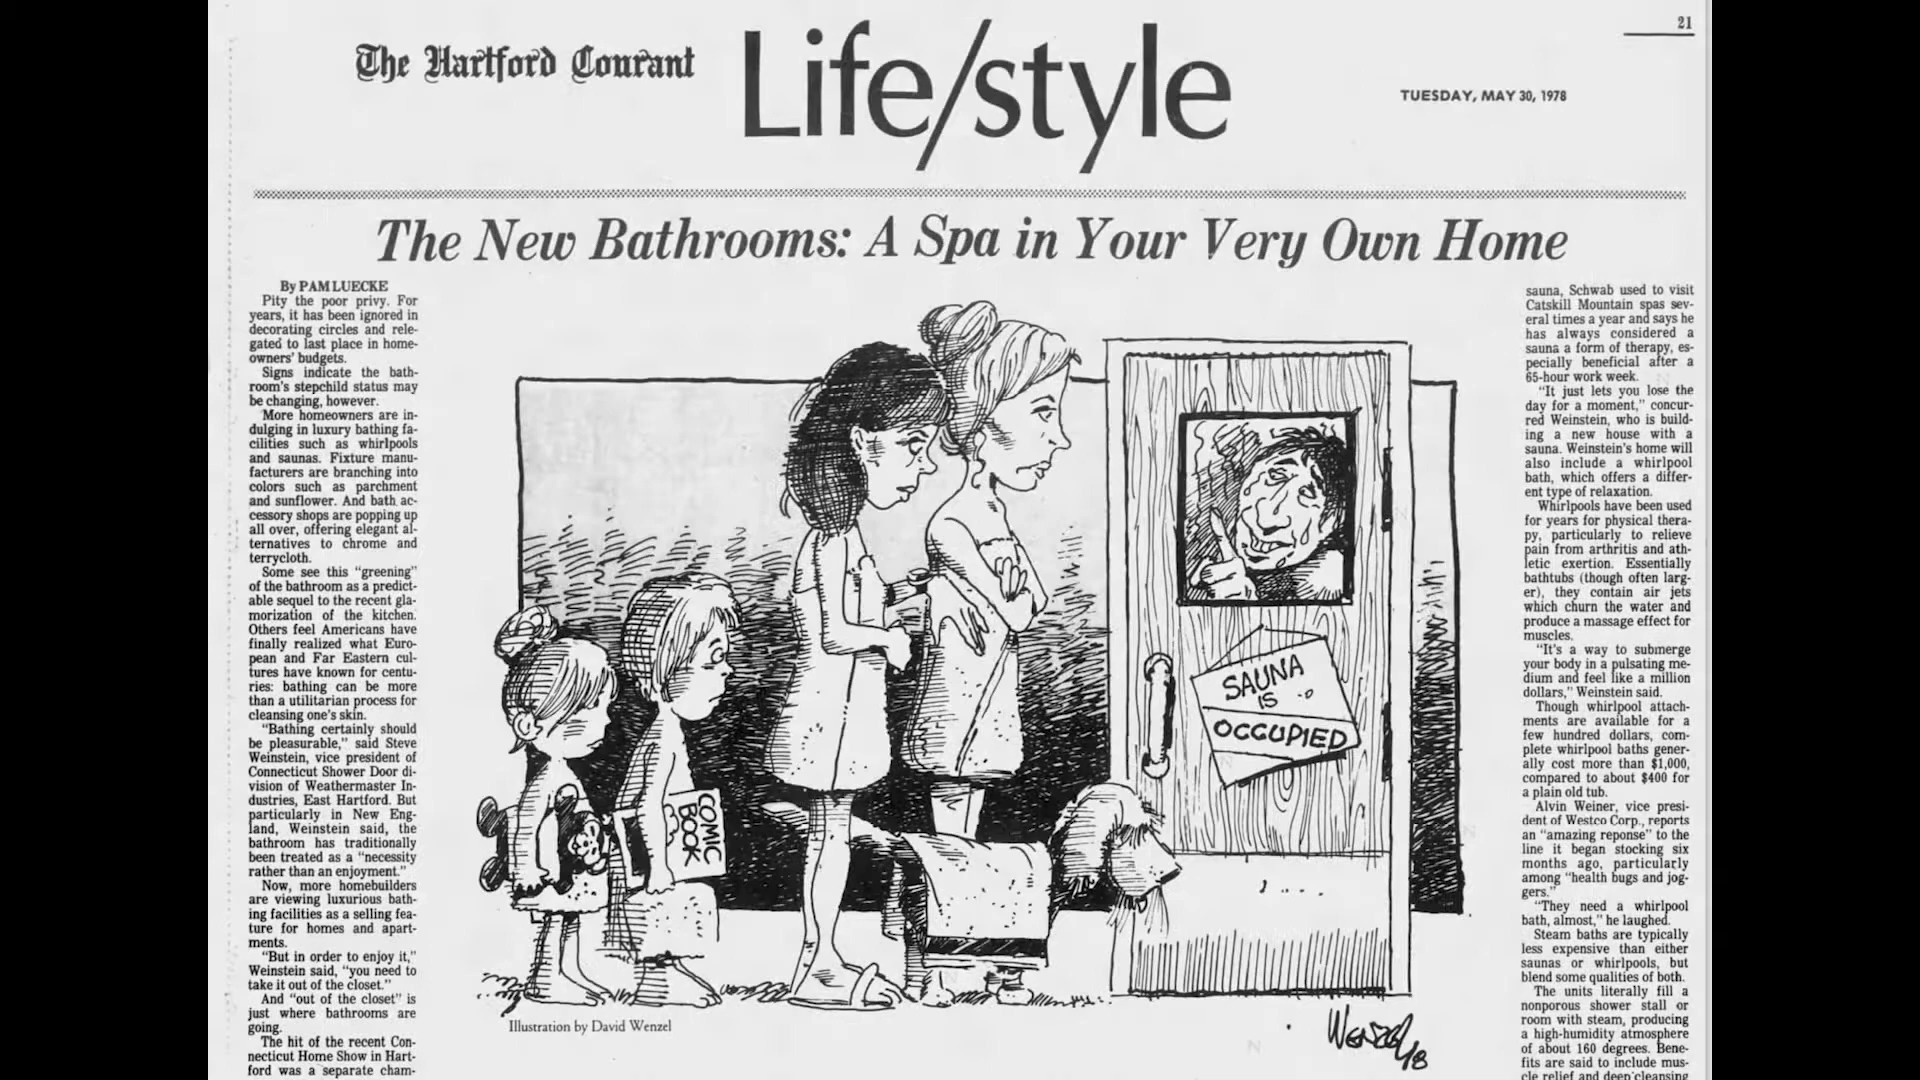 21
The Hartford Courant
Life/style
TUESDAY, MAY 30, 1978
The New Bathrooms: A Spa in Your Very Own Home
By PAM LUECKE
Pity the poor privy. For
years, it has been ignored in
decorating circles and rele-
gated to last place in home-
owners' budgets.
Signs indicate the bath-
room's stepchild status may
be changing, however.
More homeowners are in-
dulging in luxury bathing fa-
cilities such as whirlpools
and saunas. Fixture manu-
facturers are branching into
colors such as parchment
and sunflower. And bath ac-
cessory shops are popping up
all over, offering elegant al-
ternatives to chrome and
terrycloth.
Some see this "greening"
of the bathroom as a predict-
able sequel to the recent gla-
morization of the kitchen.
Others feel Americans have
finally realized what Euro-
pean and Far Eastern cul-
tures have known for centu-
ries: bathing can be more
than a utilitarian process for
cleansing one's skin.
"Bathing certainly should
be pleasurable," said Steve
Weinstein, vice president of
Connecticut Shower Door di-
vision of Weathermaster In-
dustries, East Hartford. But
particularly in New Eng-
land, Weinstein said, the
bathroom has traditionally
been treated as a "necessity
rather than an enjoyment."
Now, more homebuilders
are viewing luxurious bath-
ing facilities as a selling fea-
ture for homes and apart-
ments.
"But in order to enjoy it,"
Weinstein said, "you need to
take it out of the closet."
And "out of the closet" is
just where bathrooms are
going.
The hit of the recent Con-
necticut Home Show in Hart-
ford was a separate cham-
COMIC
BOOK
SAUNA
IS
OCCUPIED
Illustration by David Wenzel
WENZEL/78
sauna, Schwab used to visit
Catskill Mountain spas sev-
eral times a year and says he
has always considered a
sauna a form of therapy, es-
pecially beneficial after a
65-hour work week.
"It just lets you lose the
day for a moment," concur-
red Weinstein, who is build-
ing a new house with a
sauna. Weinstein's home will
also include a whirlpool
bath, which offers a differ-
ent type of relaxation.
Whirlpools have been used
for years for physical thera-
py, particularly to relieve
pain from arthritis and ath-
letic exertion. Essentially
bathtubs (though often larg-
er), they contain air jets
which churn the water and
produce a massage effect for
muscles.
"It's a way to submerge
your body in a pulsating me-
dium and feel like a million
dollars," Weinstein said.
Though whirlpool attach-
ments are available for a
few hundred dollars, com-
plete whirlpool baths gener-
ally cost more than $1,000,
compared to about $400 for
a plain old tub.
Alvin Weiner, vice presi-
dent of Westco Corp., reports
an "amazing reponse" to the
line it began stocking six
months ago, particularly
among "health bugs and jog-
gers."
"They need a whirlpool
bath, almost," he laughed.
Steam baths are typically
less expensive than either
saunas or whirlpools, but
blend some qualities of both.
The units literally fill a
nonporous shower stall or
room with steam, producing
a high-humidity atmosphere
of about 160 degrees. Bene-
fits are said to include mus-
cle relief and deep cleansing